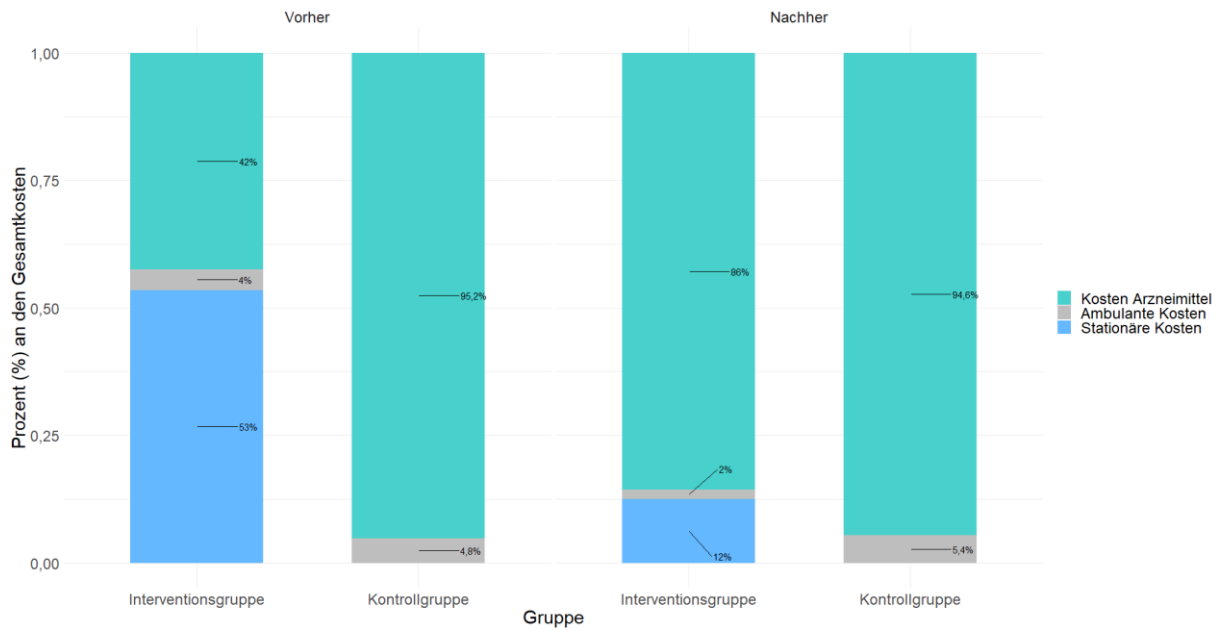 Vorher
Nachher
Prozent (%) an den Gesamtkosten
1,00
0,75
0,50
0,25
0,00
42%
4%
53%
95,2%
4,8%
86%
2%
12%
94,6%
5,4%
Interventionsgruppe
Kontrollgruppe
Interventionsgruppe
Kontrollgruppe
Gruppe
Kosten Arzneimittel
Ambulante Kosten
Stationäre Kosten